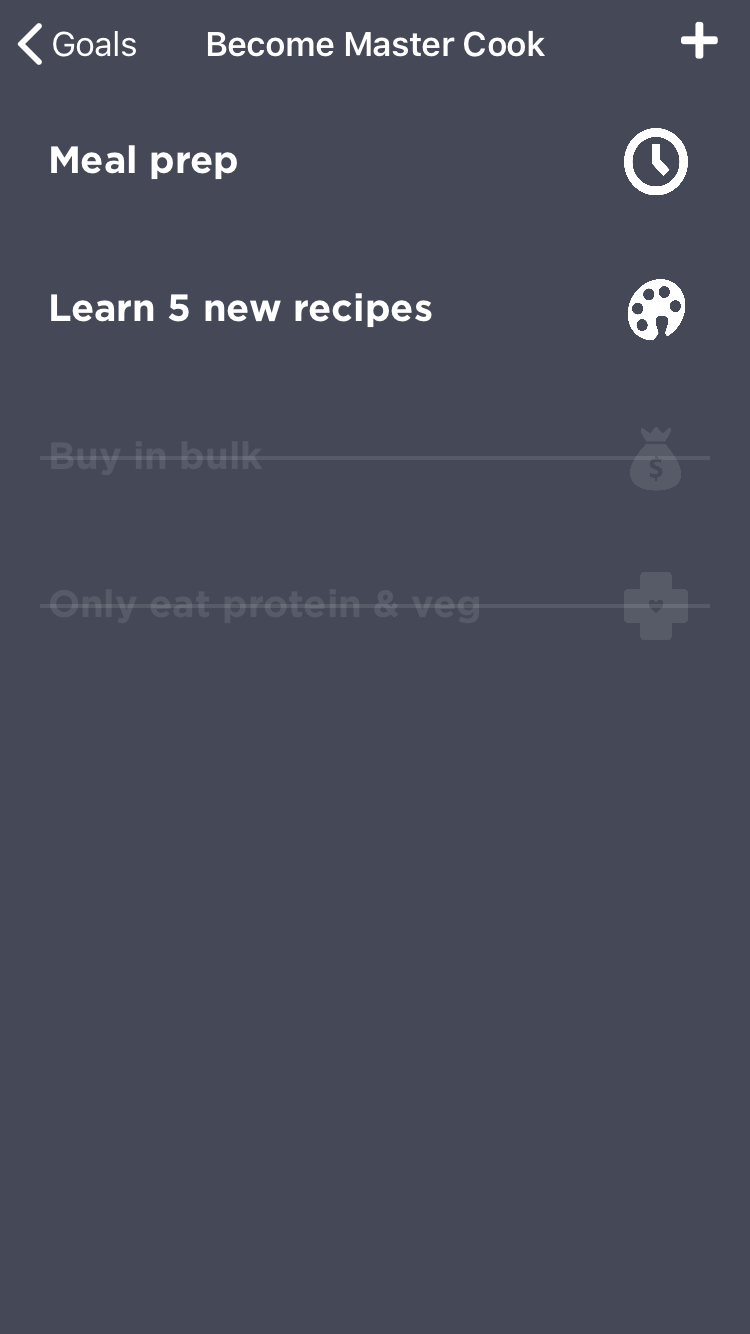 Goals
Become Master Cook
Meal prep
Learn 5 new recipes
Buy in bulk
$
Only eat protein & veg